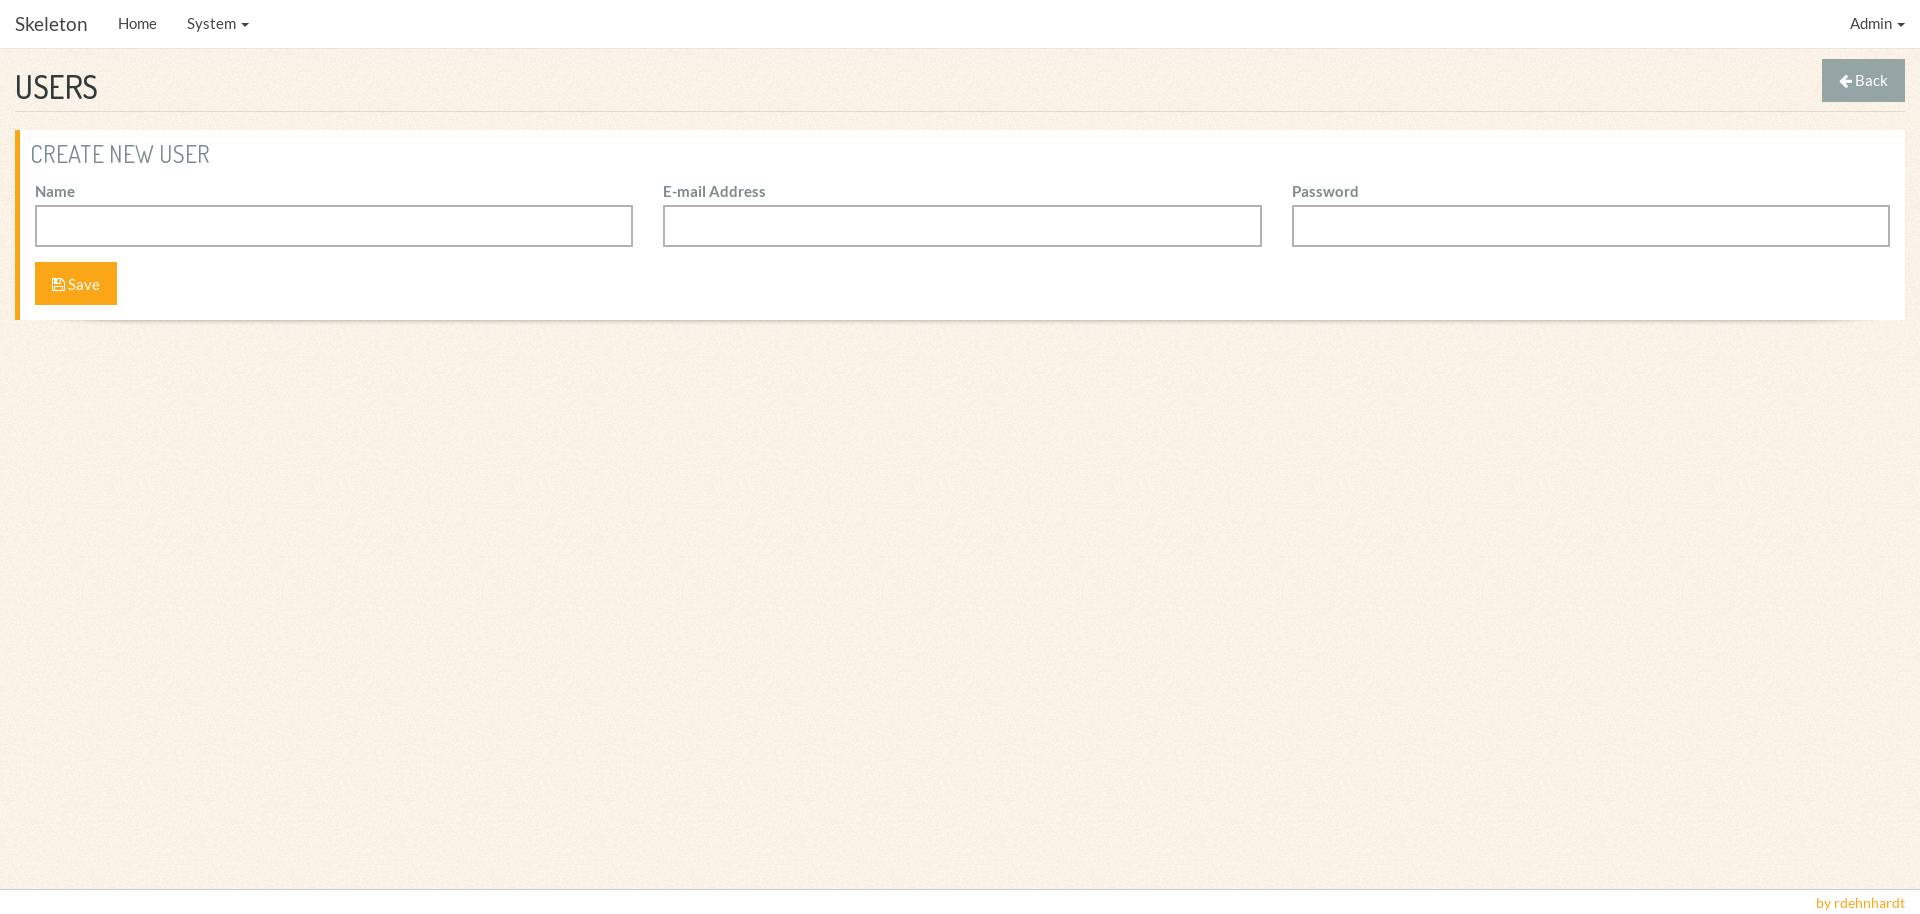 Skeleton Home System Admin
USERS
Back
CREATE NEW USER
Name E-mail Address Password
Save
by rdehnhardt